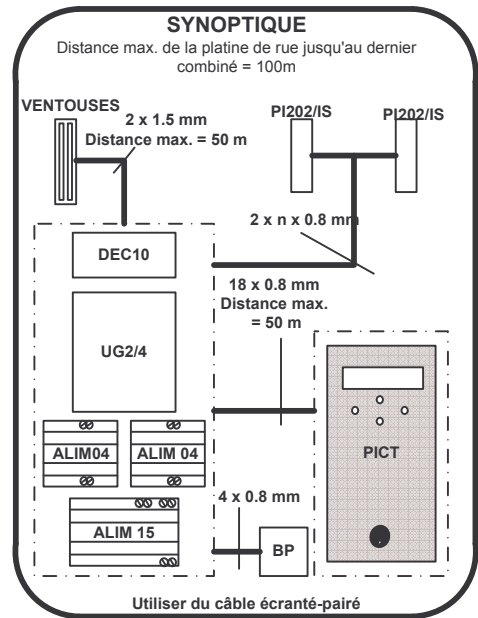 SYNOPTIQUE
Distance max. de la platine de rue jusqu'au dernier
combiné = 100m
VENTOUSES
2 x 1.5 mm
Distance max. = 50 m
PI202/IS
PI202/IS
2 x n x 0.8 mm
DEC10
18 x 0.8 mm
Distance max.
= 50 m
UG2/4
ALIM04
ALIM 04
PICT
4 x 0.8 mm
ALIM 15
BP
Utiliser du câble écranté-pairé